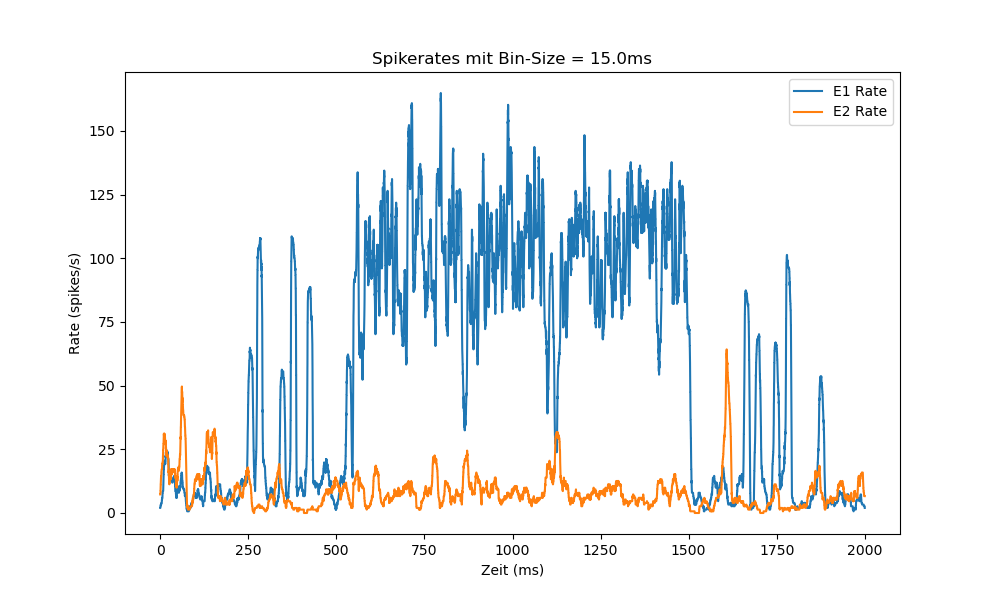 Spikerates mit Bin-Size = 15.0ms
E1 Rate
E2 Rate
150
125
100
75
50
25
0
Rate (spikes/s)
0 250 500 750 1000 1250 1500 1750 2000
Zeit (ms)